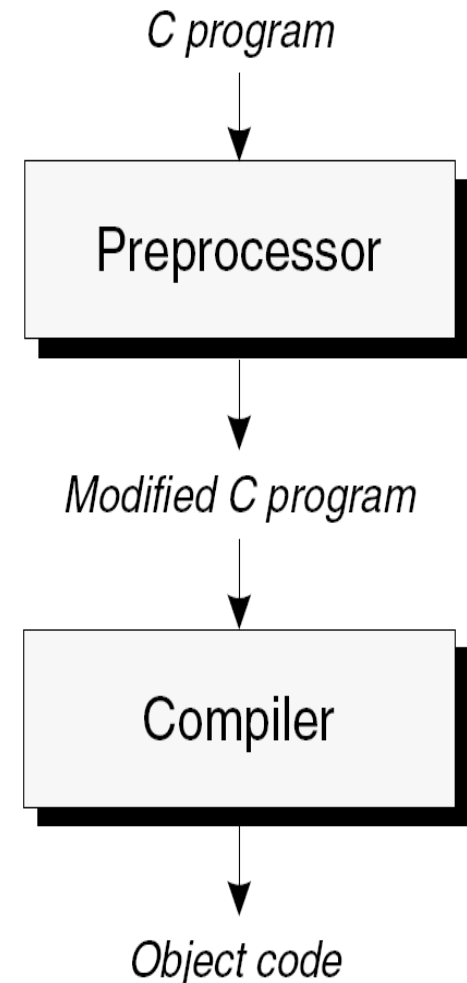 C program
Preprocessor
Modified C program
Compiler
Object code